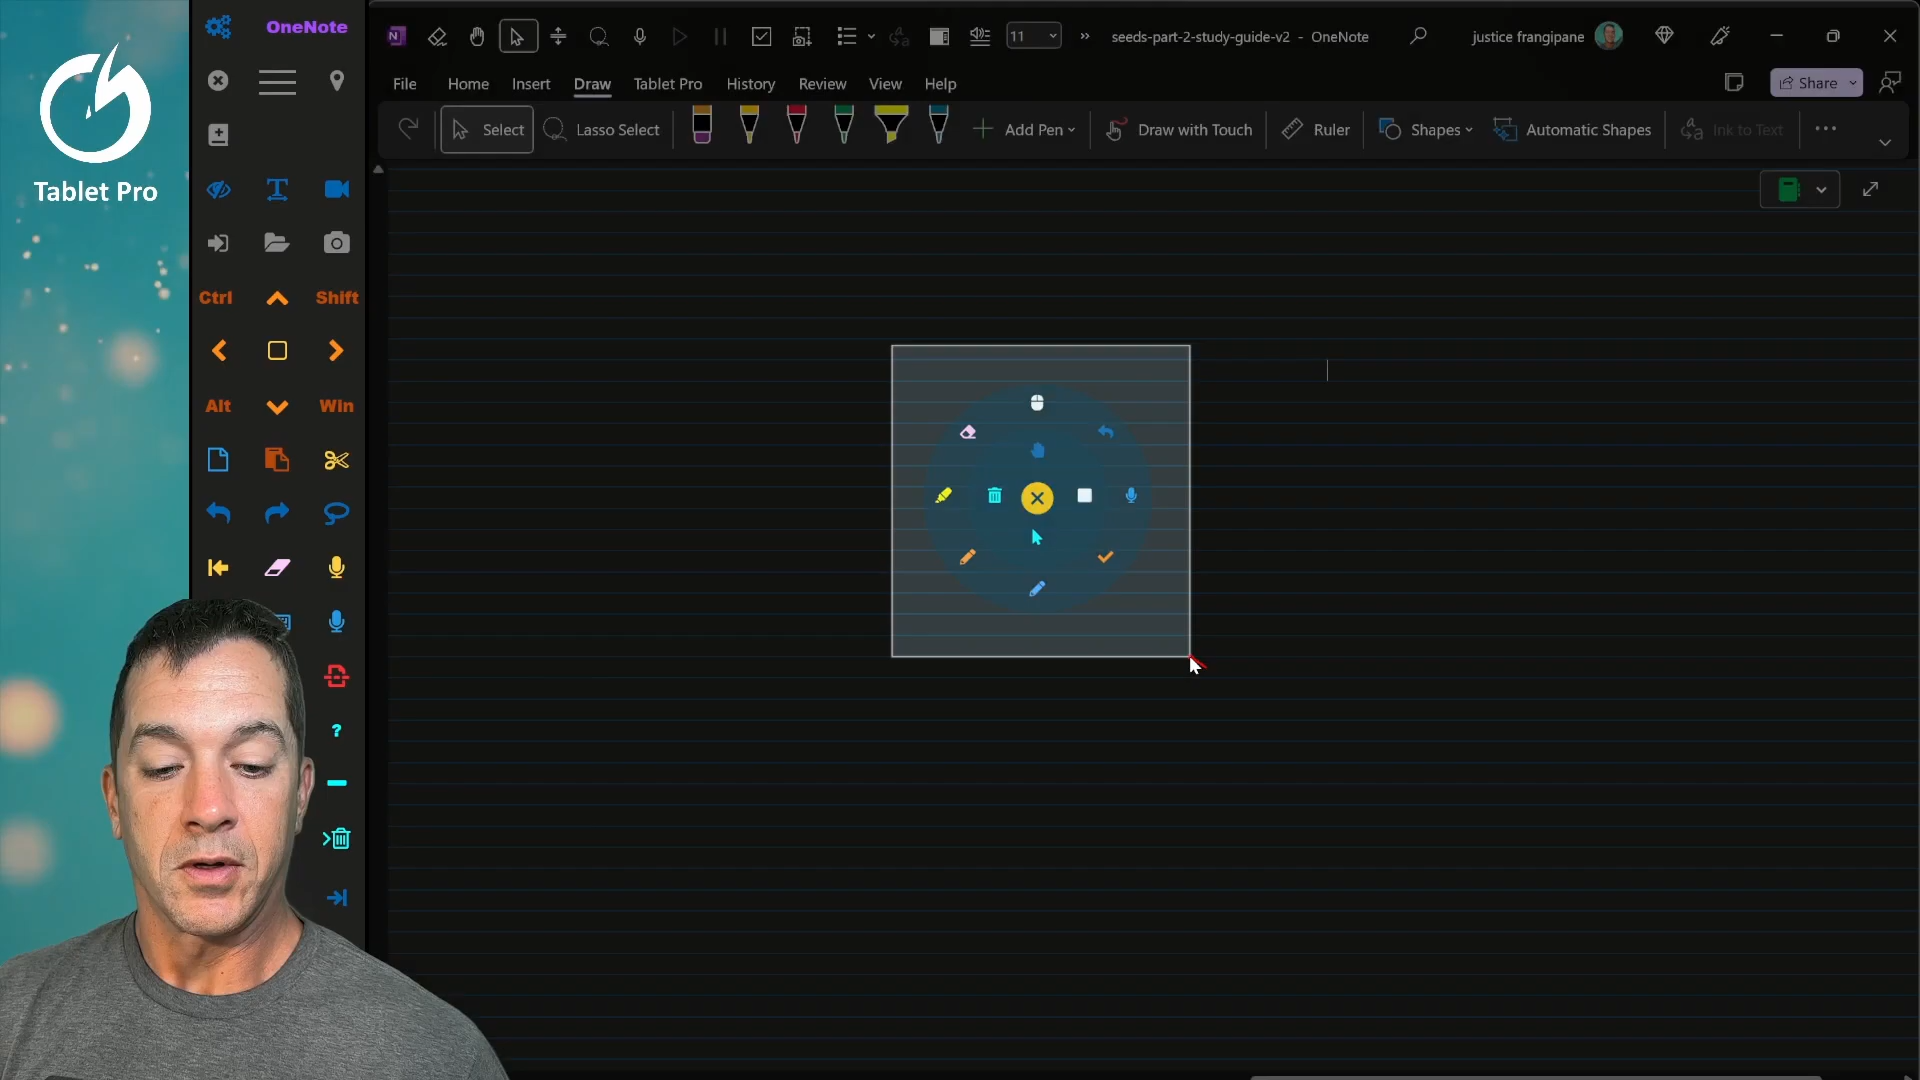 Tablet Pro
OneNote
Ctrl
Shift
Alt
Win
?
11
seeds-part-2-study-guide-v2 - OneNote
justice frangipane
File
Home
Insert
Draw
Tablet Pro
History
Review
View
Help
Share
Select
Lasso Select
Add Pen
Draw with Touch
Ruler
Shapes
Automatic Shapes
Ink to Text